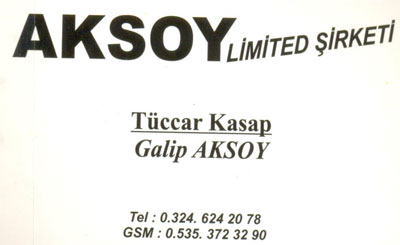 AKSOY LİMİTED ŞİRKETİ
Tüccar Kasap
Galip AKSOY
Tel : 0.324. 624 20 78
GSM : 0.535. 372 32 90